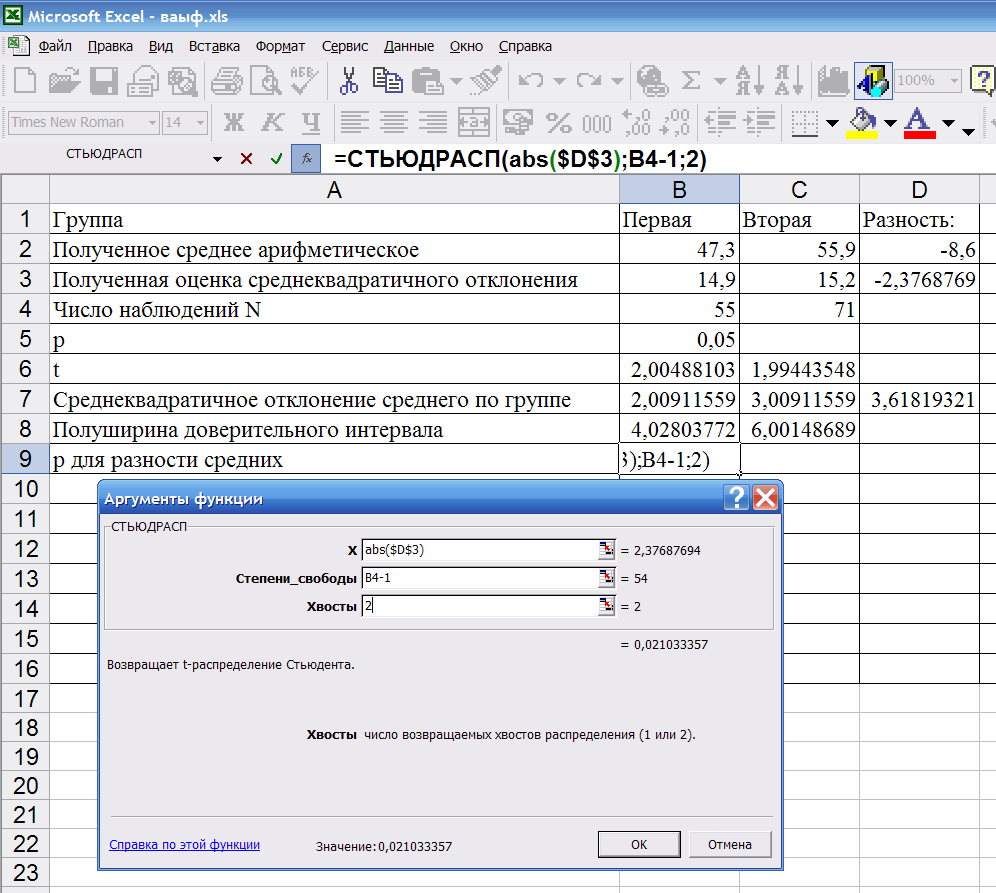 Microsoft Excel - ваыф.xls
Файл Правка Вид Вставка Формат Сервис Данные Окно Справка
100%
Times New Roman 14 Ж К Ч % 000
СТЬЮДРАСП =СТЬЮДРАСП(abs($D$3);B4-1;2)
A B C D
1 Группа Первая Вторая Разность:
2 Полученное среднее арифметическое 47,3 55,9 -8,6
3 Полученная оценка среднеквадратичного отклонения 14,9 15,2 -2,3768769
4 Число наблюдений N 55 71
5 p 0,05
6 t 2,00488103 1,99443548
7 Среднеквадратичное отклонение среднего по группе 2,00911559 3,00911559 3,61819321
8 Полуширина доверительного интервала 4,02803772 6,00148689
9 p для разности средних 3);B4-1;2)
10
11
12
13
14
15
16
17
18
19
20
21
22
23
Аргументы функции
СТЬЮДРАСП
X abs($D$3) = 2,37687694
Степени_свободы B4-1 = 54
Хвосты 2 = 2
= 0,021033357
Возвращает t-распределение Стьюдента.
Хвосты число возвращаемых хвостов распределения (1 или 2).
Справка по этой функции Значение:0,021033357 OK Отмена